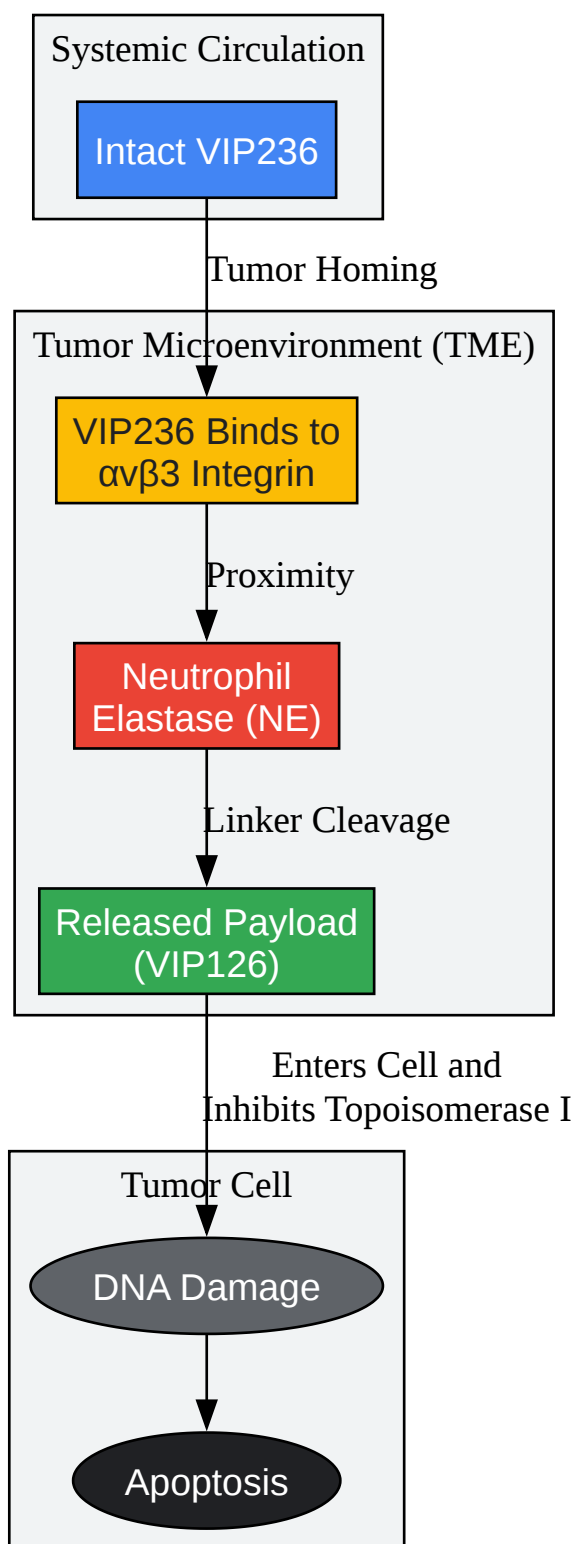 Systemic Circulation
Intact VIP236
Tumor Homing
Tumor Microenvironment (TME)
VIP236 Binds to
αvβ3 Integrin
Proximity
Neutrophil
Elastase (NE)
Linker Cleavage
Released Payload
(VIP126)
Enters Cell and
Inhibits Topoisomerase I
Tumor Cell
DNA Damage
Apoptosis